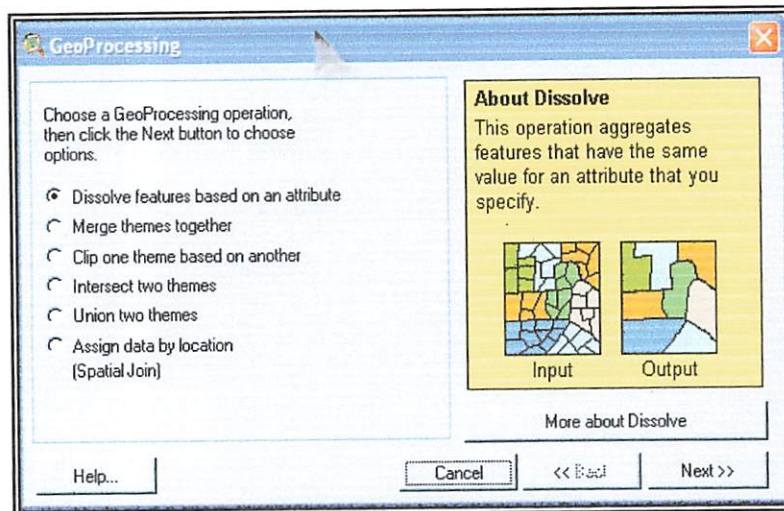 GeoProcessing
Choose a GeoProcessing operation,
then click the Next button to choose
options.
Dissolve features based on an attribute
Merge themes together
Clip one theme based on another
Intersect two themes
Union two themes
Assign data by location
(Spatial Join)
About Dissolve
This operation aggregates
features that have the same
value for an attribute that you
specify.
Input Output
More about Dissolve
Help... Cancel << Back Next >>